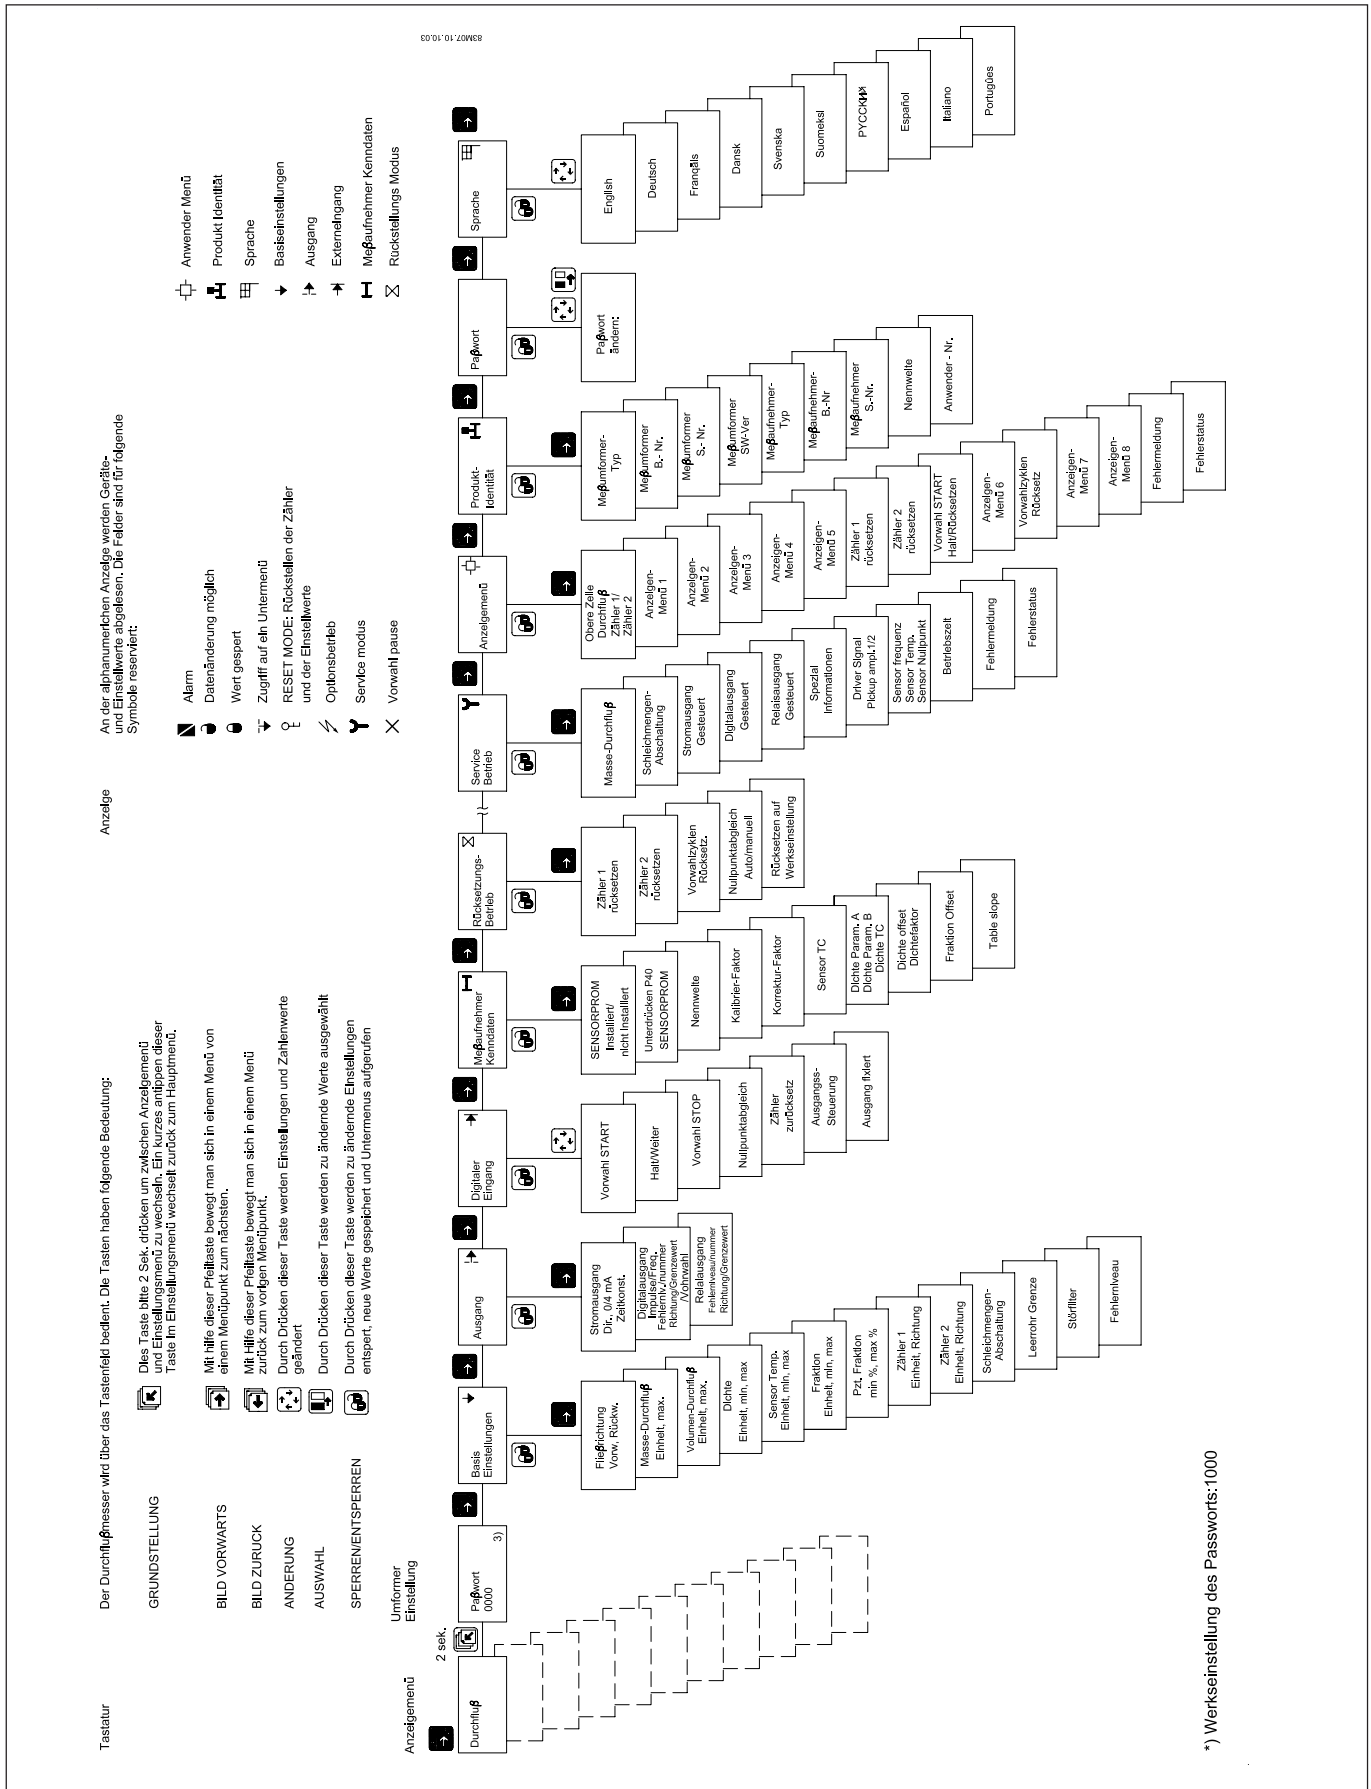 83M07.10.10.03
Tastatur
Der Durchflußmesser wird über das Tastenfeld bedient. Die Tasten haben folgende Bedeutung:
GRUNDSTELLUNG
Dies Taste bitte 2 Sek. drücken um zwischen Anzeigemenü
und Einstellungsmenü zu wechseln. Ein kurzes antippen dieser
Taste im Einstellungsmenü wechselt zurück zum Hauptmenü.
BILD VORWARTS
Mit Hilfe dieser Pfeiltaste bewegt man sich in einem Menü von
einem Menüpunkt zum nächsten.
BILD ZURUCK
Mit Hilfe dieser Pfeiltaste bewegt man sich in einem Menü
zurück zum vorigen Menüpunkt.
ANDERUNG
Durch Drücken dieser Taste werden Einstellungen und Zahlenwerte
geändert
AUSWAHL
Durch Drücken dieser Taste werden zu ändernde Werte ausgewählt
SPERREN/ENTSPERREN
Durch Drücken dieser Taste werden zu ändernde Einstellungen
entspert, neue Werte gespeichert und Untermenus aufgerufen
Anzeige
An der alphanumerichen Anzeige werden Geräte-
und Einstellwerte abgelesen. Die Felder sind für folgende
Symbole reserviert:
Alarm
Datenänderung möglich
Wert gespert
Zugriff auf ein Untermenü
RESET MODE: Rückstellen der Zähler
und der Einstellwerte
Optionsbetrieb
Service modus
Vorwahl pause
Anwender Menü
Produkt Identität
Sprache
Basiseinstellungen
Ausgang
Externeingang
Meßaufnehmer Kenndaten
Rückstellungs Modus
Anzeigemenü
2 sek.
Umformer
Einstellung
Durchfluß
Paßwort
0000
3)
Basis
Einstellungen
Fließrichtung
Vorw, Rückw.
Masse-Durchfluß
Einheit, max.
Volumen-Durchfluß
Einheit, max.
Dichte
Einheit, min, max
Sensor Temp.
Einheit, min, max
Fraktion
Einheit, min, max
Pzt. Fraktion
min %, max %
Zähler 1
Einheit, Richtung
Zähler 2
Einheit, Richtung
Schleichmengen-
Abschaltung
Leerrohr Grenze
Störfilter
Fehlerniveau
Ausgang
Stromausgang
Dir., 0/4 mA
Zeitkonst.
Digitalausgang
Impulse/Freq.
Fehlerniv./nummer
Richtung/Grenzewert
/Vohrwahl
Relaiausgang
Fehlerniveau/nummer
Richtung/Grenzewert
Digitaler
Eingang
Vorwahl START
Halt/Weiter
Vorwahl STOP
Nullpunktabgleich
Zähler
zurücksetz
Ausgangss-
Steuerung
Ausgang fixiert
Meßaufnehmer
Kenndaten
SENSORPROM
Installiert/
nicht Installiert
Unterdrücken P40
SENSORPROM
Nennweite
Kalibrier-Faktor
Korrektur-Faktor
Sensor TC
Dichte Param. A
Dichte Param. B
Dichte TC
Dichte offset
Dichtefaktor
Fraktion Offset
Table slope
Rücksetzungs-
Betrieb
Zähler 1
rücksetzen
Zähler 2
rücksetzen
Vorwahlzyklen
Rücksetz.
Nullpunktabgleich
Auto/manuell
Rücksetzen auf
Werkseinstellung
Service
Betrieb
Masse-Durchfluß
Schleichmengen-
Abschaltung
Stromausgang
Gesteuert
Digitalausgang
Gesteuert
Relaisausgang
Gesteuert
Spezial
Informationen
Driver Signal
Pickup ampl.1/2
Sensor frequenz
Sensor Temp.
Sensor Nullpunkt
Betriebszeit
Fehlermeldung
Fehlerstatus
Anzeigemenü
Obere Zeile
Durchfluß
Zähler 1/
Zähler 2
Anzeigen-
Menü 1
Anzeigen-
Menü 2
Anzeigen-
Menü 3
Anzeigen-
Menü 4
Anzeigen-
Menü 5
Zähler 1
rücksetzen
Zähler 2
rücksetzen
Vorwahl START
Halt/Rücksetzen
Anzeigen-
Menü 6
Vorwahlzyklen
Rücksetz
Anzeigen-
Menü 7
Anzeigen-
Menü 8
Fehlermeldung
Fehlerstatus
Produkt-
Identität
Meßumformer-
Typ
Meßumformer
B.- Nr.
Meßumformer
S.- Nr.
Meßumformer
SW-Ver
Meßaufnehmer-
Typ
Meßaufnehmer-
B.-Nr
Meßaufnehmer
S.-Nr.
Nennweite
Anwender - Nr.
Paßwort
Paßwort
ändern:
Sprache
English
Deutsch
Franqäls
Dansk
Svenska
Suomeksl
РУССКИЙ
Español
Italiano
Portugües
*) Werkseinstellung des Passworts:1000